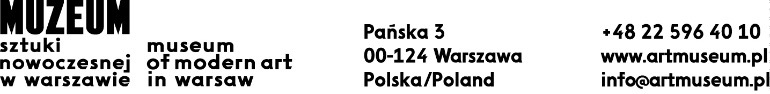 MUZEUM
sztuki
nowoczesnej
w warszawie
museum
of modern art
in warsaw
Pańska 3
00-124 Warszawa
Polska/Poland
+48 22 596 40 10
www.artmuseum.pl
info@artmuseum.pl